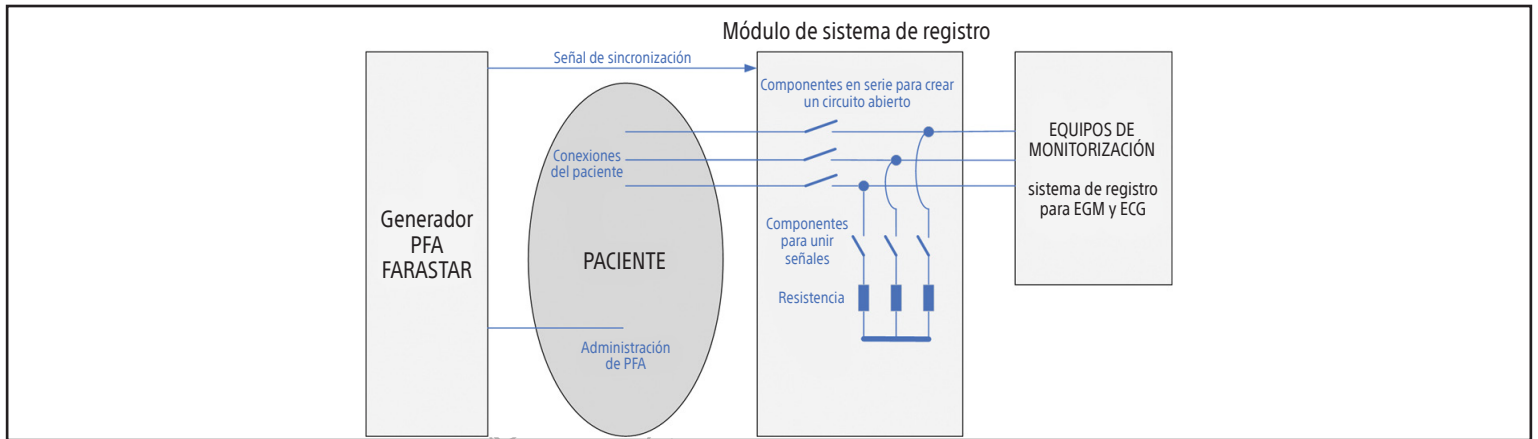 Módulo de sistema de registro
Señal de sincronización
Componentes en serie para crear
un circuito abierto
Conexiones
del paciente
EQUIPOS DE
MONITORIZACIÓN
sistema de registro
para EGM y ECG
Generador
PFA
FARASTAR
PACIENTE
Componentes
para unir
señales
Resistencia
Administración
de PFA